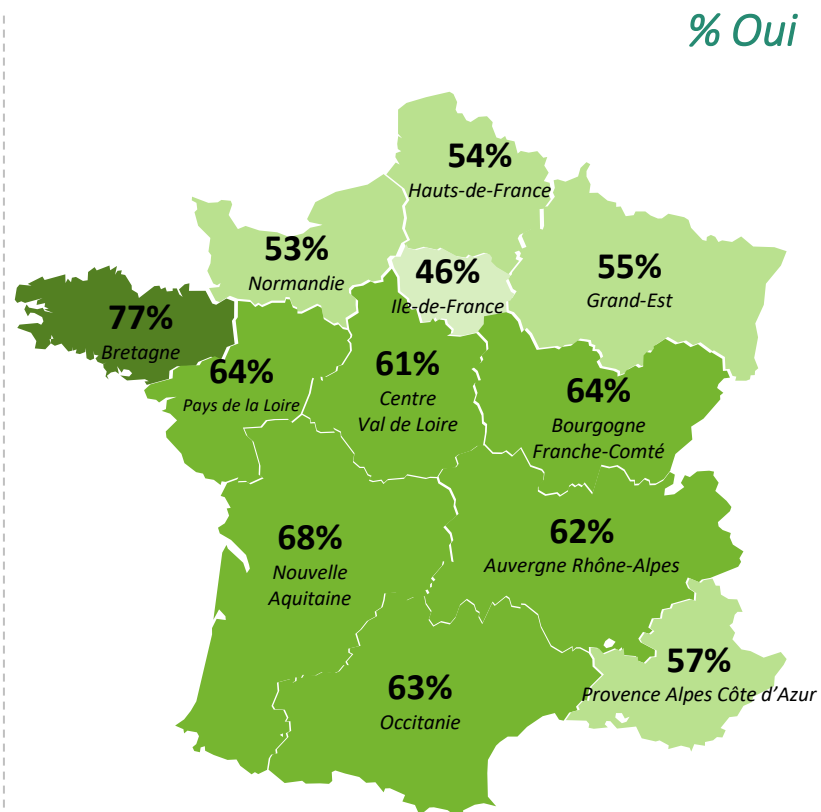 % Oui
54%
Hauts-de-France
53%
Normandie
46%
Ile-de-France
55%
Grand-Est
77%
Bretagne
64%
Pays de la Loire
61%
Centre
Val de Loire
64%
Bourgogne
Franche-Comté
68%
Nouvelle
Aquitaine
62%
Auvergne Rhône-Alpes
57%
Provence Alpes Côte d’Azur
63%
Occitanie